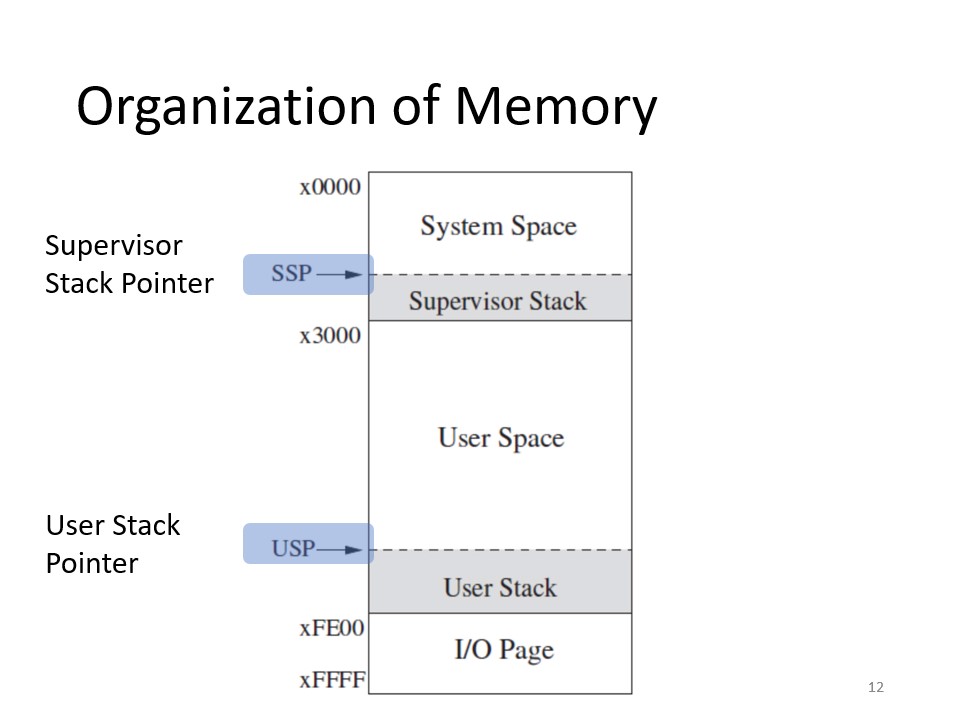 Organization of Memory
x0000
System Space
Supervisor
Stack Pointer
SSP
Supervisor Stack
x3000
User Space
User Stack
Pointer
USP
User Stack
xFE00
I/O Page
xFFFF
12